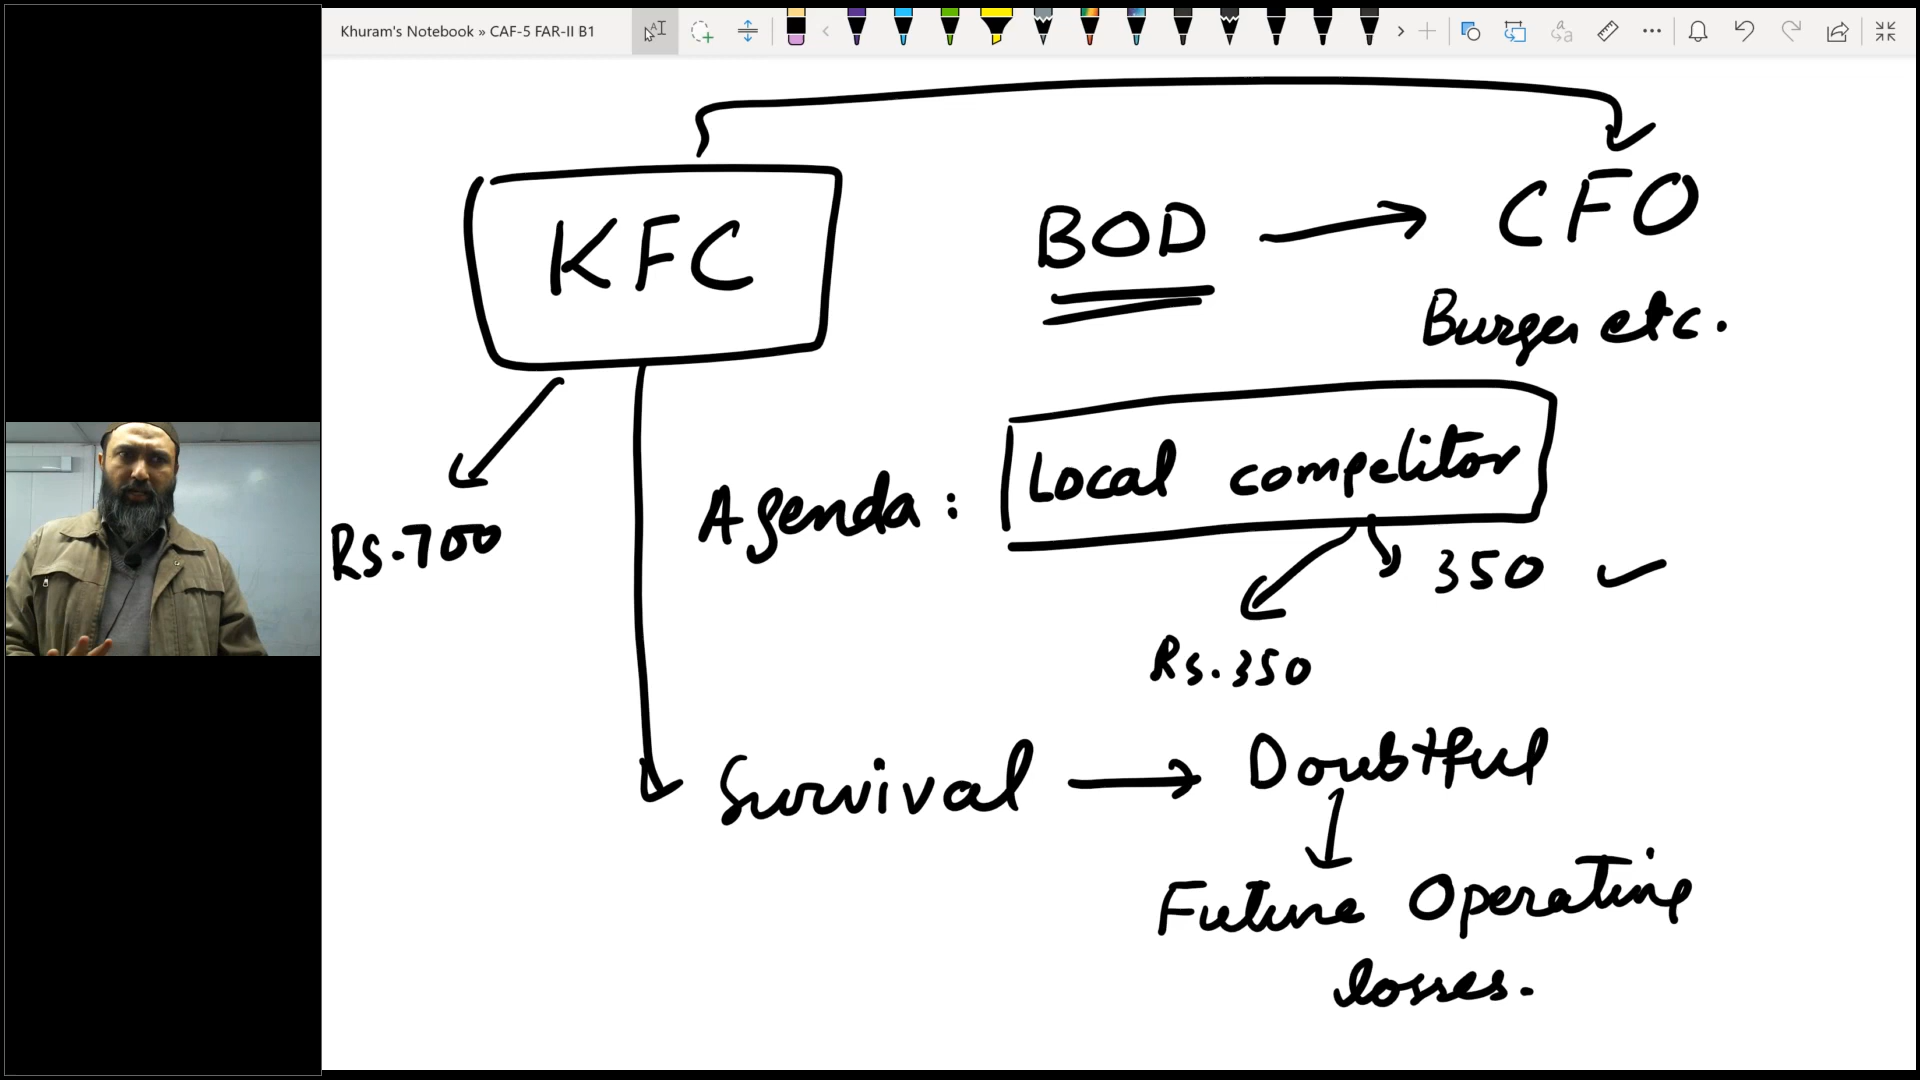 Khuram's Notebook » CAF-5 FAR-II B1
KFC
BOD → CFO
Burger etc.
Agenda : Local competitor
Rs.700
350 ✓
Rs.350
Survival → Doubtful
Future Operating
losses.